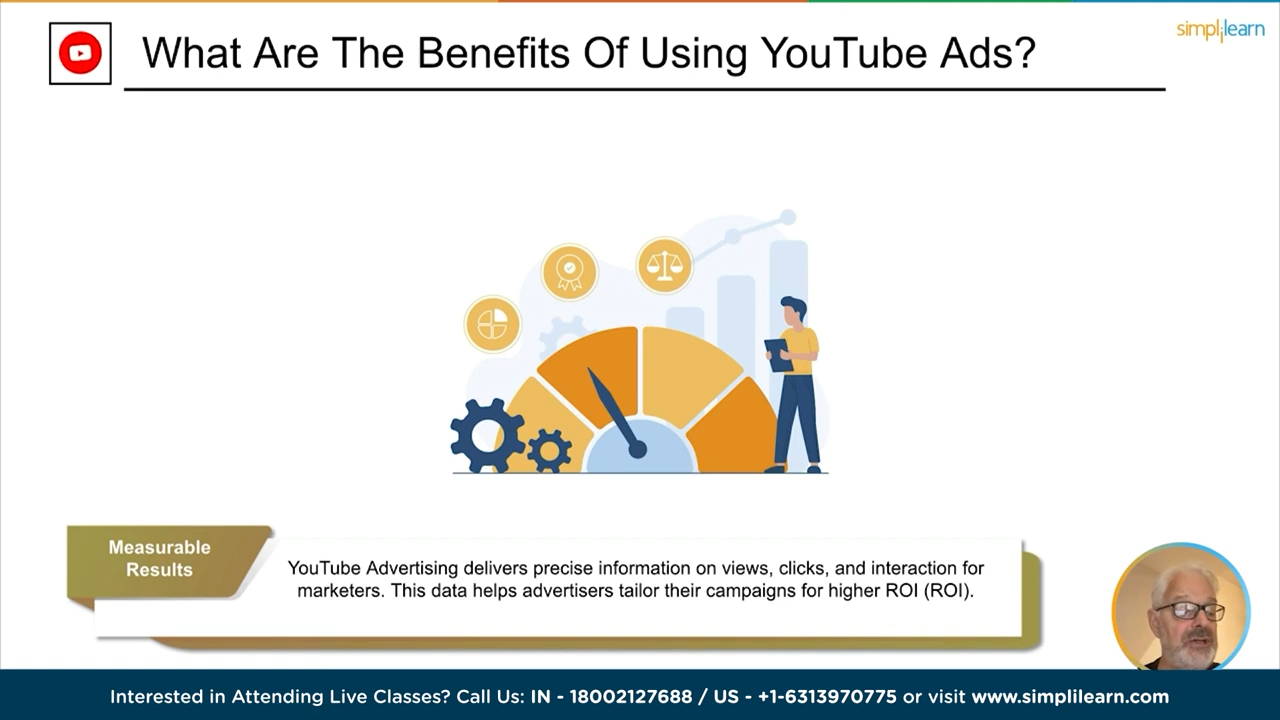 What Are The Benefits Of Using YouTube Ads?
simplilearn
Measurable
Results
YouTube Advertising delivers precise information on views, clicks, and interaction for
marketers. This data helps advertisers tailor their campaigns for higher ROI (ROI).
Interested in Attending Live Classes? Call Us: IN - 18002127688 / US - +1-6313970775 or visit www.simplilearn.com